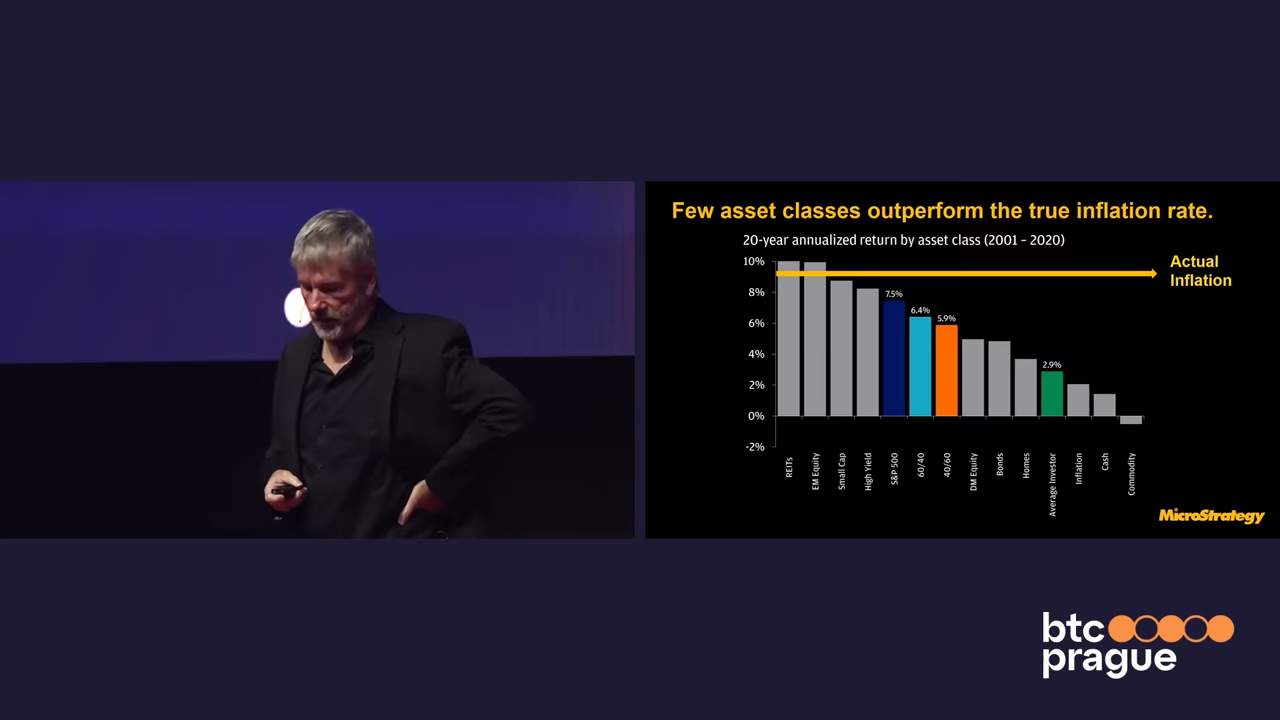 Few asset classes outperform the true inflation rate.
20-year annualized return by asset class (2001 – 2020)
10%
8%
6%
4%
2%
0%
-2%
7.5%
6.4%
5.9%
2.9%
Actual
Inflation
REITs
EM Equity
Small Cap
High Yield
S&P 500
60/40
40/60
DM Equity
Bonds
Homes
Average Investor
Inflation
Cash
Commodity
MicroStrategy
btc
prague